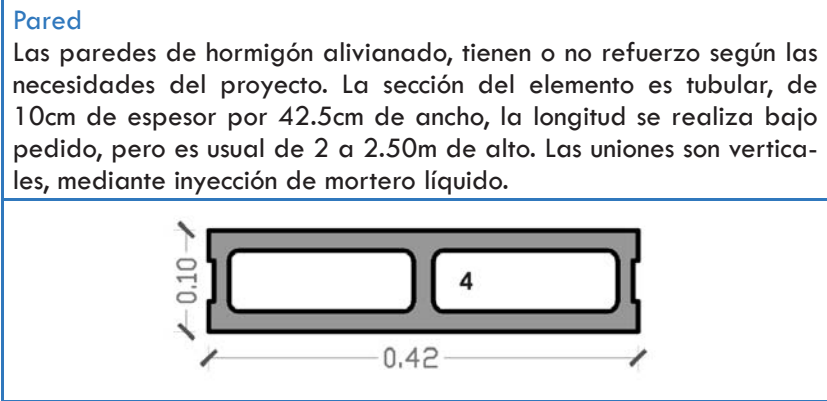 Pared
Las paredes de hormigón alivianado, tienen o no refuerzo según las
necesidades del proyecto. La sección del elemento es tubular, de
10cm de espesor por 42.5cm de ancho, la longitud se realiza bajo
pedido, pero es usual de 2 a 2.50m de alto. Las uniones son vertica-
les, mediante inyección de mortero líquido.
0.10
4
0.42